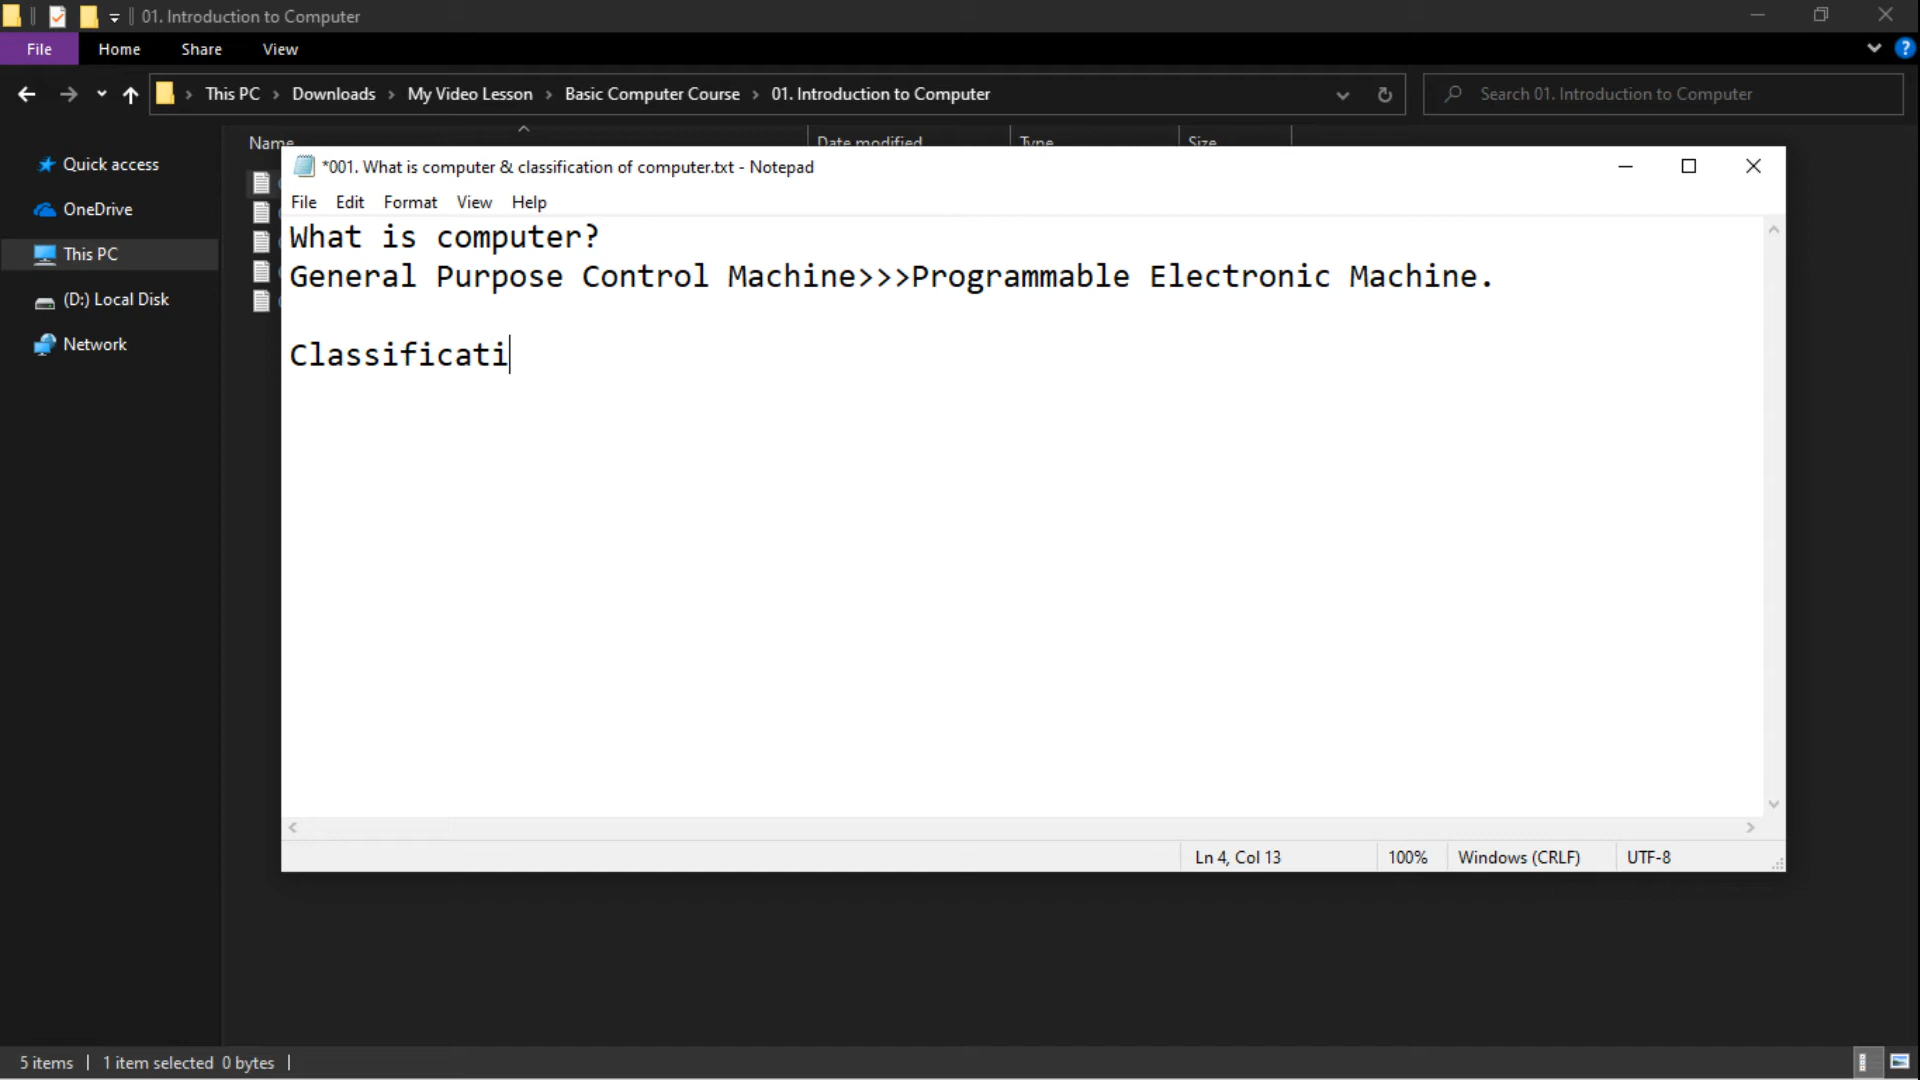 01. Introduction to Computer
File Home Share View
This PC Downloads My Video Lesson Basic Computer Course 01. Introduction to Computer
Search 01. Introduction to Computer
Name Date modified Type Size
Quick access
OneDrive
This PC
(D:) Local Disk
Network
*001. What is computer & classification of computer.txt - Notepad
File Edit Format View Help
What is computer?
General Purpose Control Machine>>>Programmable Electronic Machine.
Classificati
Ln 4, Col 13 100% Windows (CRLF) UTF-8
5 items 1 item selected 0 bytes